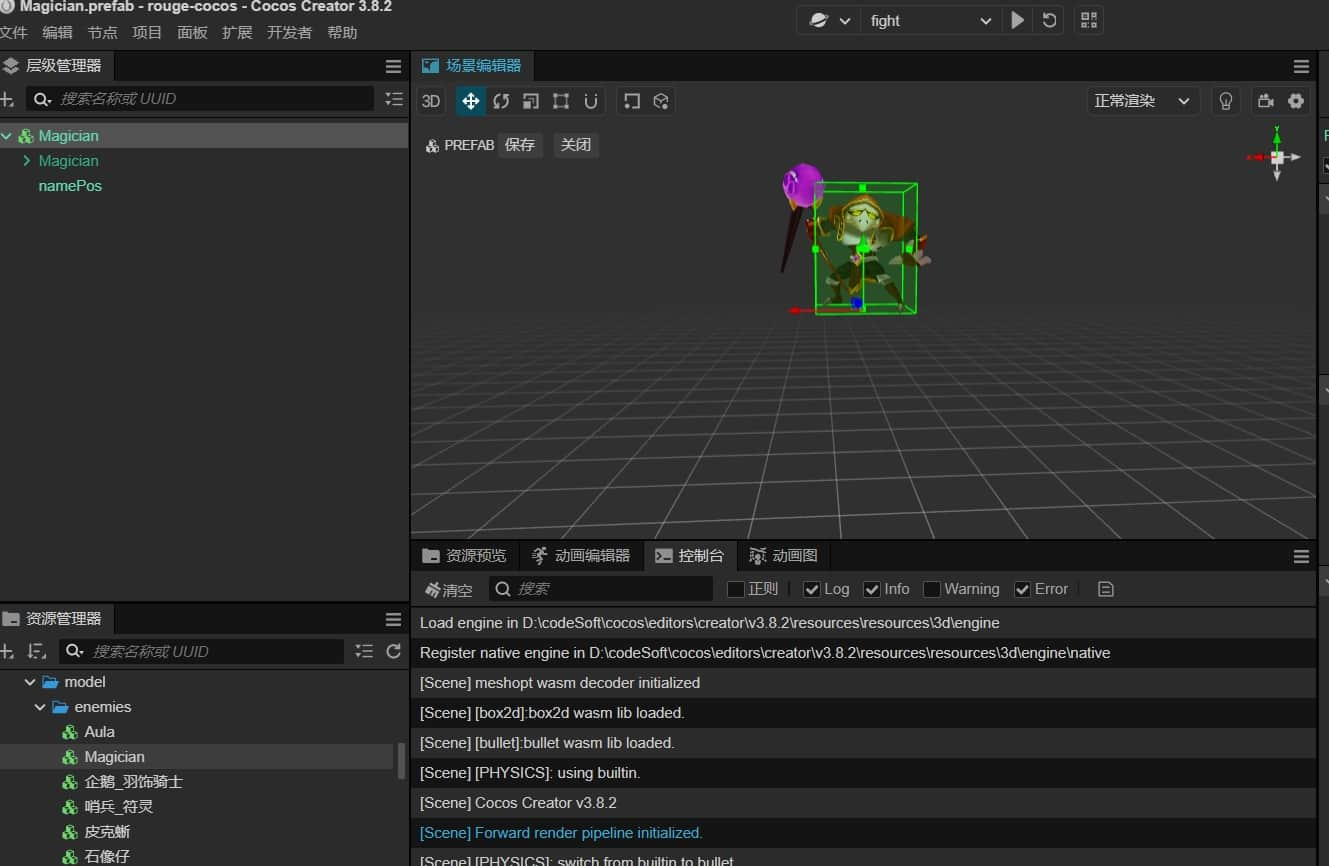 Magician.prefab - rouge-cocos - Cocos Creator 3.8.2
文件 编辑 节点 项目 面板 扩展 开发者 帮助
fight
层级管理器
搜索名称或 UUID
Magician
Magician
namePos
场景编辑器
3D
正常渲染
PREFAB 保存 关闭
Y
资源预览 动画编辑器 控制台 动画图
清空 搜索 正则 Log Info Warning Error
Load engine in D:\codeSoft\cocos\editors\creator\v3.8.2\resources\resources\3d\engine
Register native engine in D:\codeSoft\cocos\editors\creator\v3.8.2\resources\resources\3d\engine\native
[Scene] meshopt wasm decoder initialized
[Scene] [box2d]:box2d wasm lib loaded.
[Scene] [bullet]:bullet wasm lib loaded.
[Scene] [PHYSICS]: using builtin.
[Scene] Cocos Creator v3.8.2
[Scene] Forward render pipeline initialized.
[Scene] [PHYSICS]: switch from builtin to bullet
资源管理器
搜索名称或 UUID
model
enemies
Aula
Magician
企鹅_羽饰骑士
哨兵_符灵
皮克蜥
石像仔